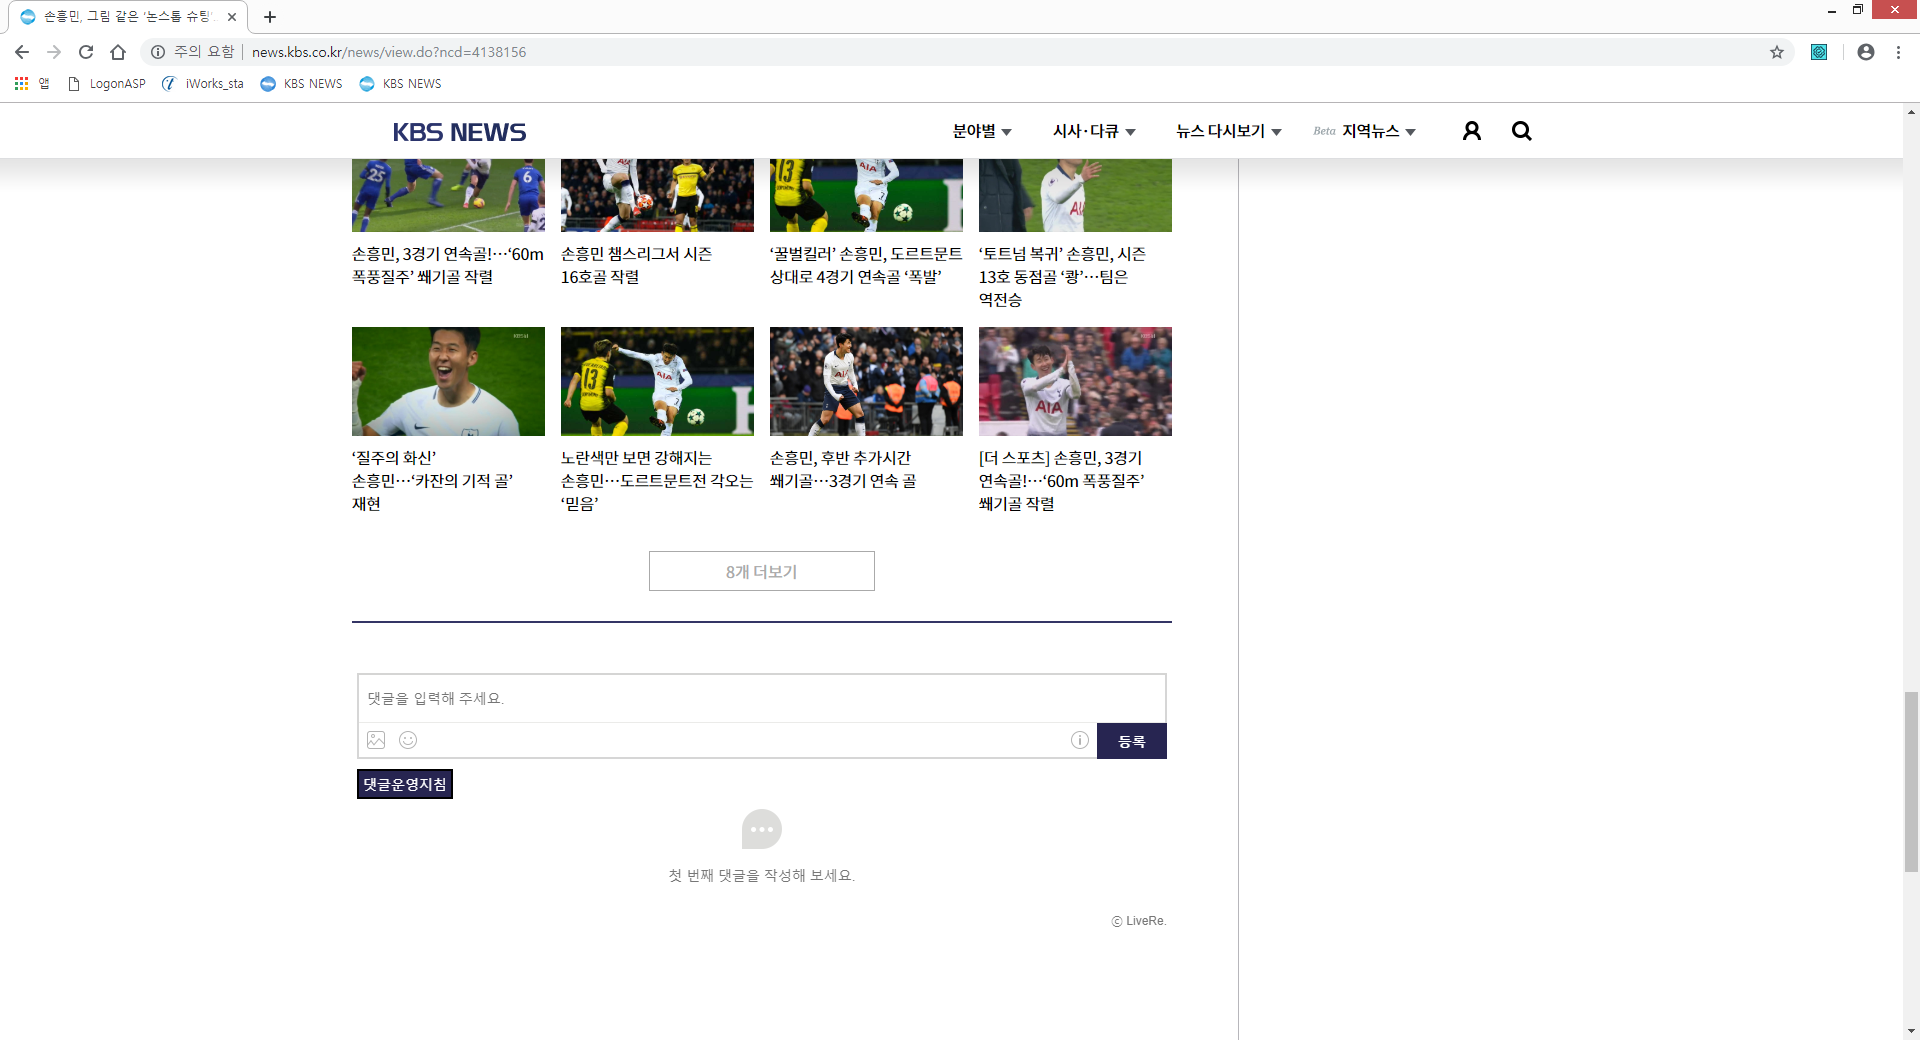 손흥민, 그림 같은 ‘논스톱 슈팅’
주의 요함
news.kbs.co.kr/news/view.do?ncd=4138156
앱
LogonASP
iWorks_sta
KBS NEWS
KBS NEWS
KBS NEWS
분야별
시사·다큐
뉴스 다시보기
Beta 지역뉴스
25
6
13
손흥민, 3경기 연속골!…‘60m
폭풍질주’ 쐐기골 작렬
손흥민 챔스리그서 시즌
16호골 작렬
‘꿀벌킬러’ 손흥민, 도르트문트
상대로 4경기 연속골 ‘폭발’
‘토트넘 복귀’ 손흥민, 시즌
13호 동점골 ‘쾅’…팀은
역전승
13
AIA
AIA
‘질주의 화신’
손흥민…‘카잔의 기적 골’
재현
노란색만 보면 강해지는
손흥민…도르트문트전 각오는
‘믿음’
손흥민, 후반 추가시간
쐐기골…3경기 연속 골
[더 스포츠] 손흥민, 3경기
연속골!…‘60m 폭풍질주’
쐐기골 작렬
8개 더보기
댓글을 입력해 주세요.
등록
댓글운영지침
첫 번째 댓글을 작성해 보세요.
ⓒ LiveRe.